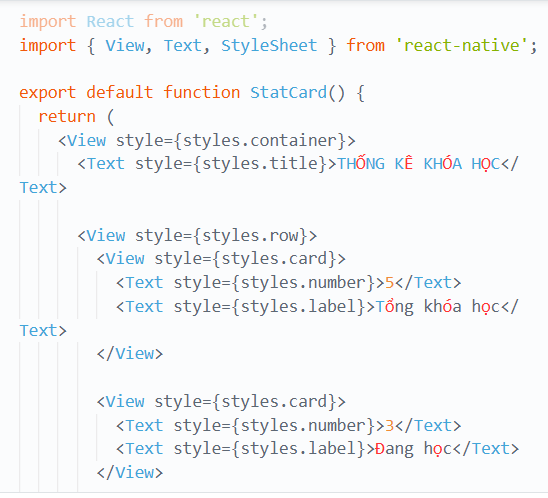 import React from 'react';
import { View, Text, StyleSheet } from 'react-native';

export default function StatCard() {
  return (
    <View style={styles.container}>
      <Text style={styles.title}>THỐNG KÊ KHÓA HỌC</
Text>

      <View style={styles.row}>
        <View style={styles.card}>
          <Text style={styles.number}>5</Text>
          <Text style={styles.label}>Tổng khóa học</
Text>
        </View>

        <View style={styles.card}>
          <Text style={styles.number}>3</Text>
          <Text style={styles.label}>Đang học</Text>
        </View>